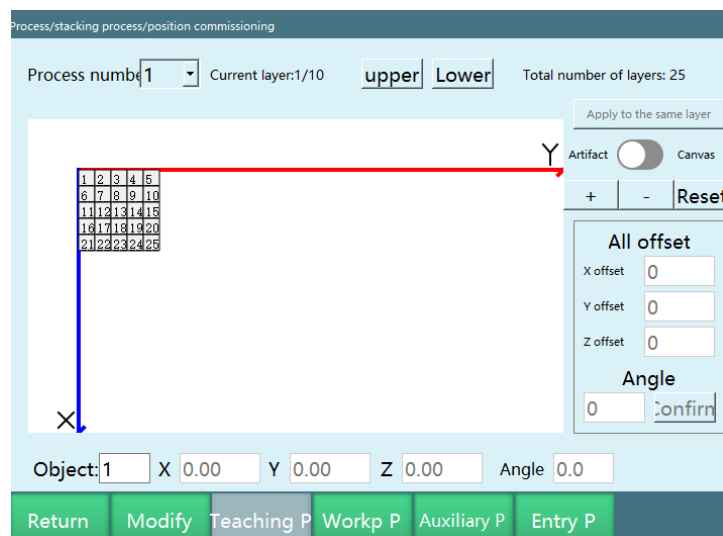 Process/stacking process/position commissioning
Process numbe 1 Current layer:1/10 upper Lower Total number of layers: 25
Apply to the same layer
Y Artifact Canvas
+ - Reset
1 2 3 4 5
6 7 8 9 10
11 12 13 14 15
16 17 18 19 20
21 22 23 24 25
All offset
X offset 0
Y offset 0
Z offset 0
Angle
0 Confirm
X
Object: 1 X 0.00 Y 0.00 Z 0.00 Angle 0.0
Return Modify Teaching P Workp P Auxiliary P Entry P